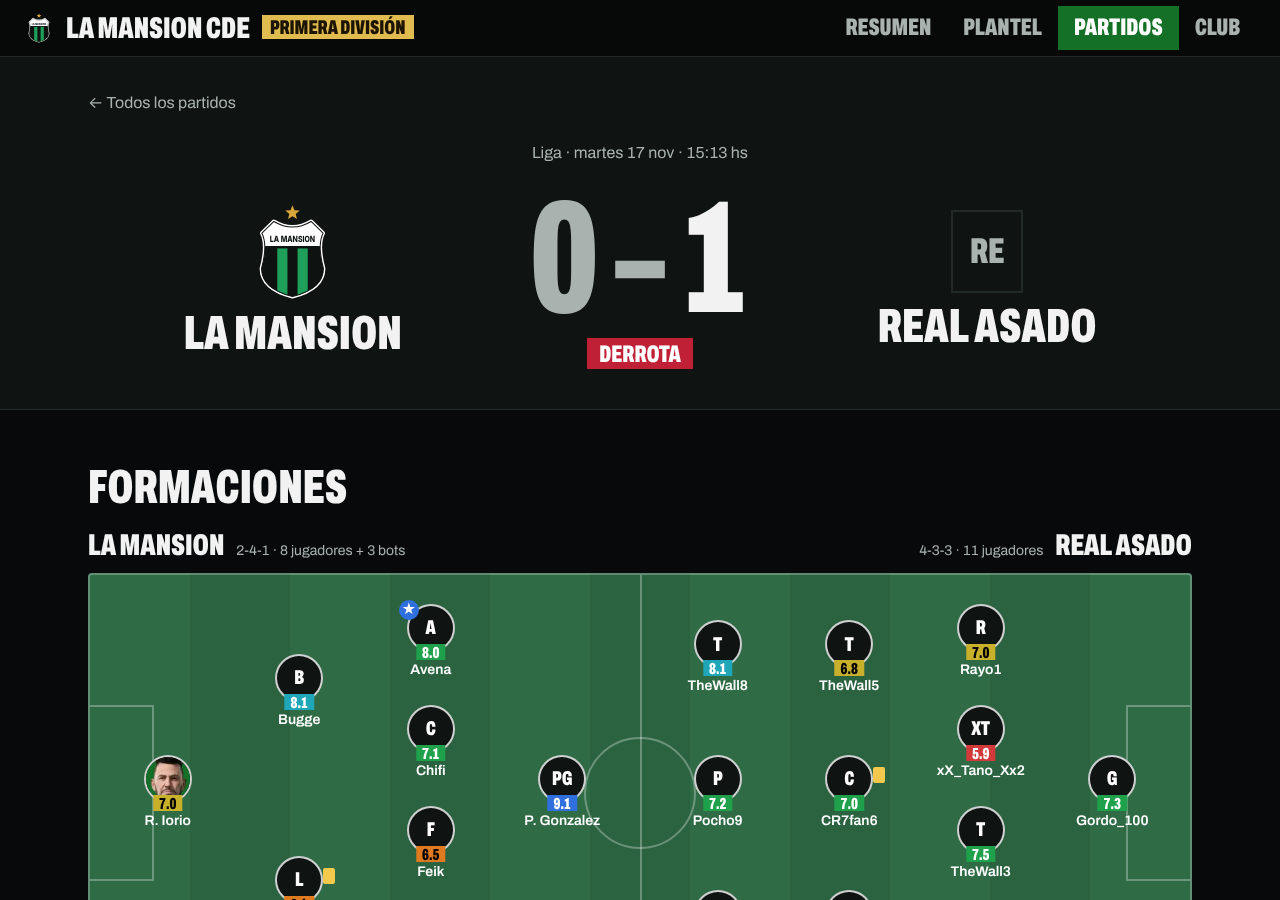 LA MANSION CDE PRIMERA DIVISIÓN RESUMEN PLANTEL PARTIDOS CLUB
← Todos los partidos
Liga · martes 17 nov · 15:13 hs
LA MANSION
0 – 1
RE
LA MANSION
REAL ASADO
DERROTA
FORMACIONES
LA MANSION 2-4-1 · 8 jugadores + 3 bots
4-3-3 · 11 jugadores REAL ASADO
A
8.0
Avena
B
8.1
Bugge
C
7.1
Chifi
7.0
R. Iorio
PG
9.1
P. Gonzalez
F
6.5
Feik
L
T
8.1
TheWall8
T
6.8
TheWall5
R
7.0
Rayo1
XT
5.9
xX_Tano_Xx2
P
7.2
Pocho9
C
7.0
CR7fan6
G
7.3
Gordo_100
T
7.5
TheWall3